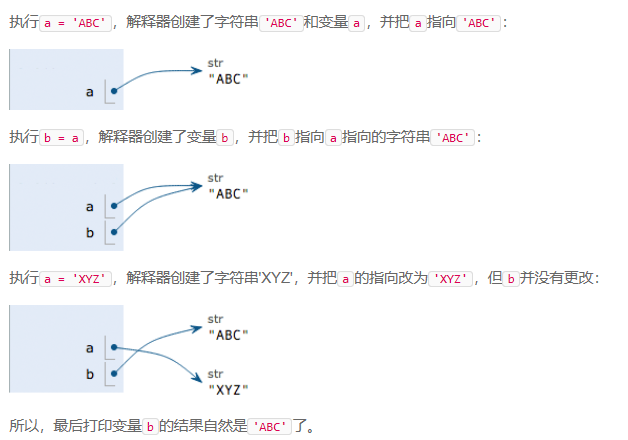 执行a = 'ABC'，解释器创建了字符串'ABC'和变量a，并把a指向'ABC'：
str
"ABC"
a
执行b = a，解释器创建了变量b，并把b指向a指向的字符串'ABC'：
str
"ABC"
a
b
执行a = 'XYZ'，解释器创建了字符串'XYZ'，并把a的指向改为'XYZ'，但b并没有更改：
str
"ABC"
a
b
str
"XYZ"
所以，最后打印变量b的结果自然是'ABC'了。